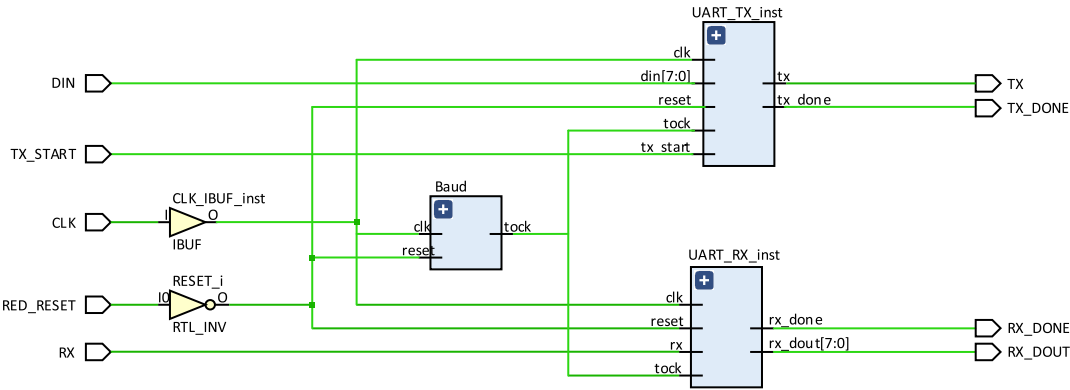 UART_TX_inst
clk
DIN
din[7:0]
tx
TX
reset
tx_done
TX_DONE
tock
TX_START
tx_start
Baud
CLK_IBUF_inst
CLK
I
O
IBUF
clk
tock
reset
UART_RX_inst
RESET_i
RED_RESET
I0
O
RTL_INV
clk
reset
rx_done
RX_DONE
RX
rx
rx_dout[7:0]
RX_DOUT
tock